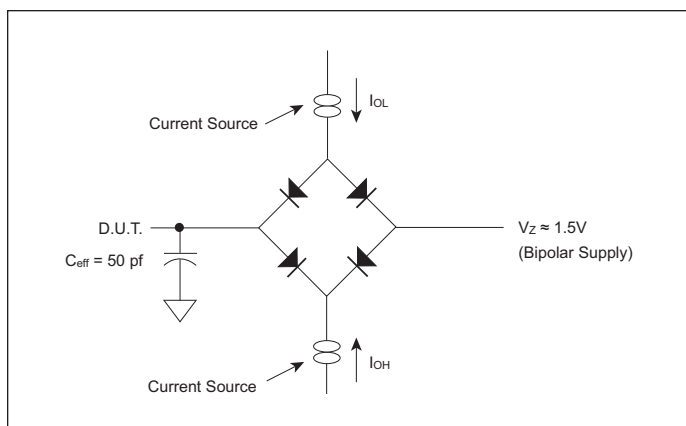 IOL
Current Source
D.U.T.
Ceff = 50 pf
VZ ≈ 1.5V
(Bipolar Supply)
IOH
Current Source